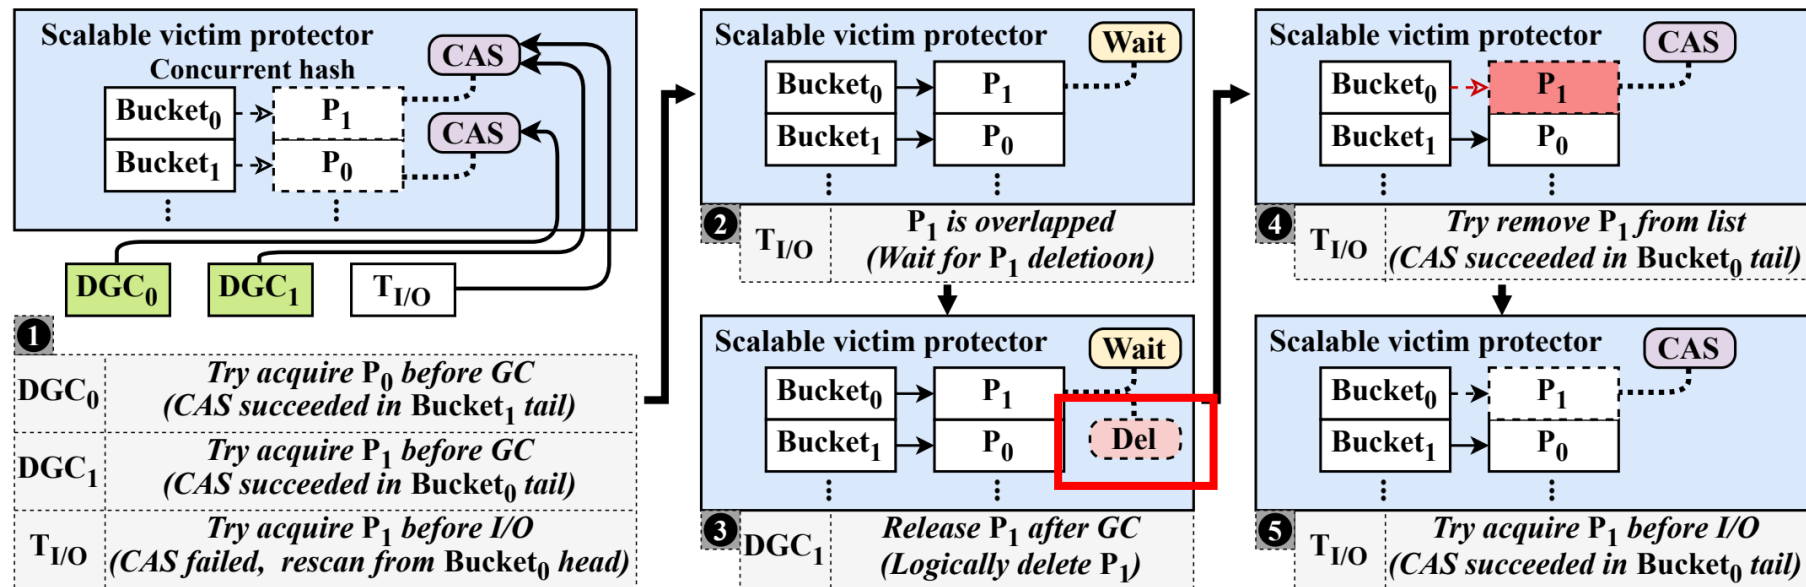 Scalable victim protector
Concurrent hash
CAS
Bucket0 P1
CAS
Bucket1 P0
DGC0 DGC1 TI/O
1
DGC0 Try acquire P0 before GC
(CAS succeeded in Bucket1 tail)
DGC1 Try acquire P1 before GC
(CAS succeeded in Bucket0 tail)
TI/O Try acquire P1 before I/O
(CAS failed, rescan from Bucket0 head)
Scalable victim protector Wait
Bucket0 P1
Bucket1 P0
2 TI/O P1 is overlapped
(Wait for P1 deletioon)
Scalable victim protector Wait
Bucket0 P1
Bucket1 P0 Del
3 DGC1 Release P1 after GC
(Logically delete P1)
Scalable victim protector CAS
Bucket0 P1
Bucket1 P0
4 TI/O Try remove P1 from list
(CAS succeeded in Bucket0 tail)
Scalable victim protector CAS
Bucket0 P1
Bucket1 P0
5 TI/O Try acquire P1 before I/O
(CAS succeeded in Bucket0 tail)